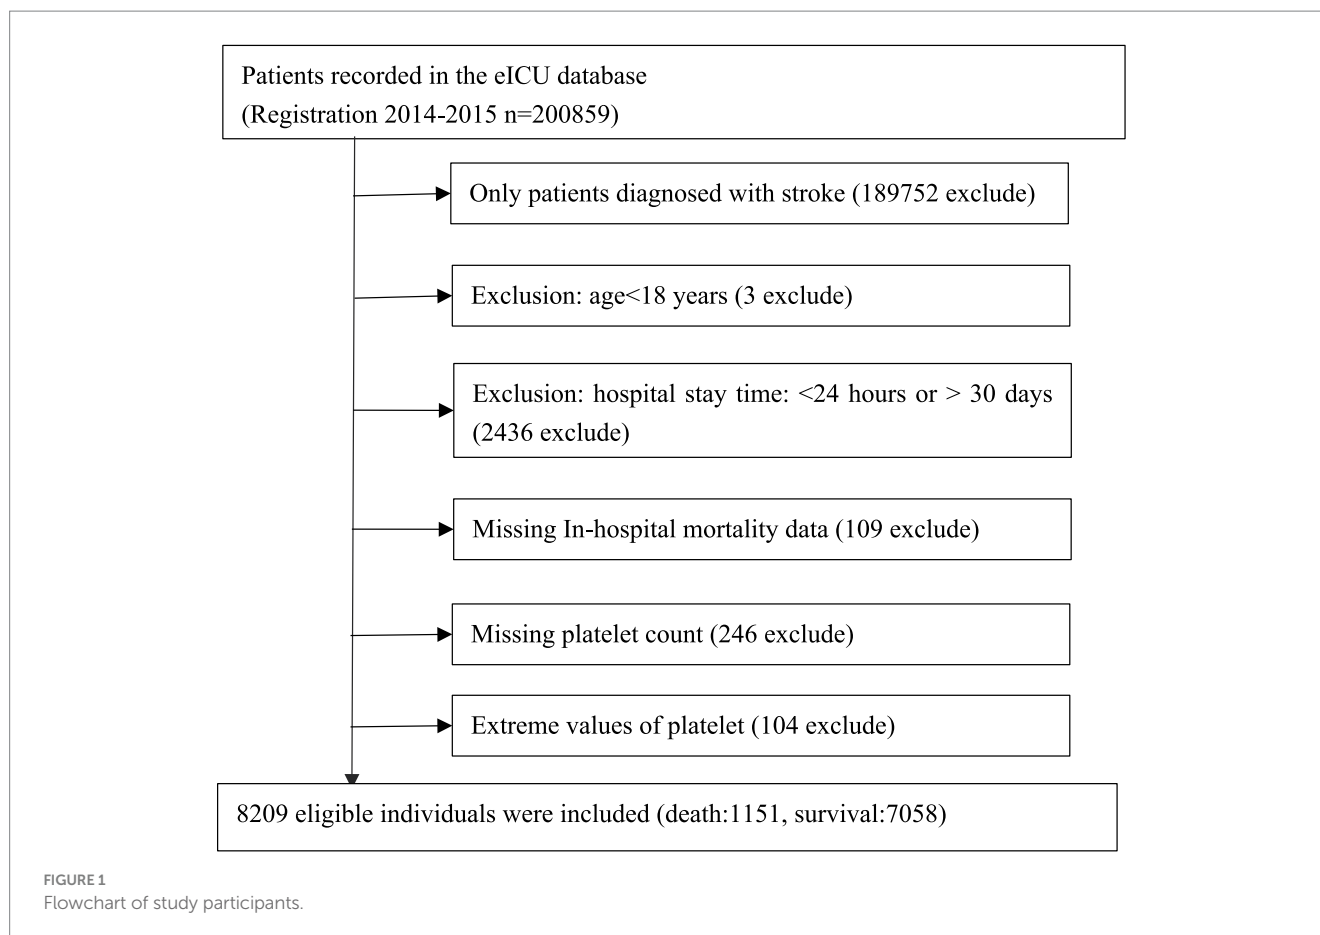 Patients recorded in the eICU database
(Registration 2014-2015 n=200859)
Only patients diagnosed with stroke (189752 exclude)
Exclusion: age<18 years (3 exclude)
Exclusion: hospital stay time: <24 hours or > 30 days
(2436 exclude)
Missing In-hospital mortality data (109 exclude)
Missing platelet count (246 exclude)
Extreme values of platelet (104 exclude)
8209 eligible individuals were included (death:1151, survival:7058)
FIGURE 1
Flowchart of study participants.